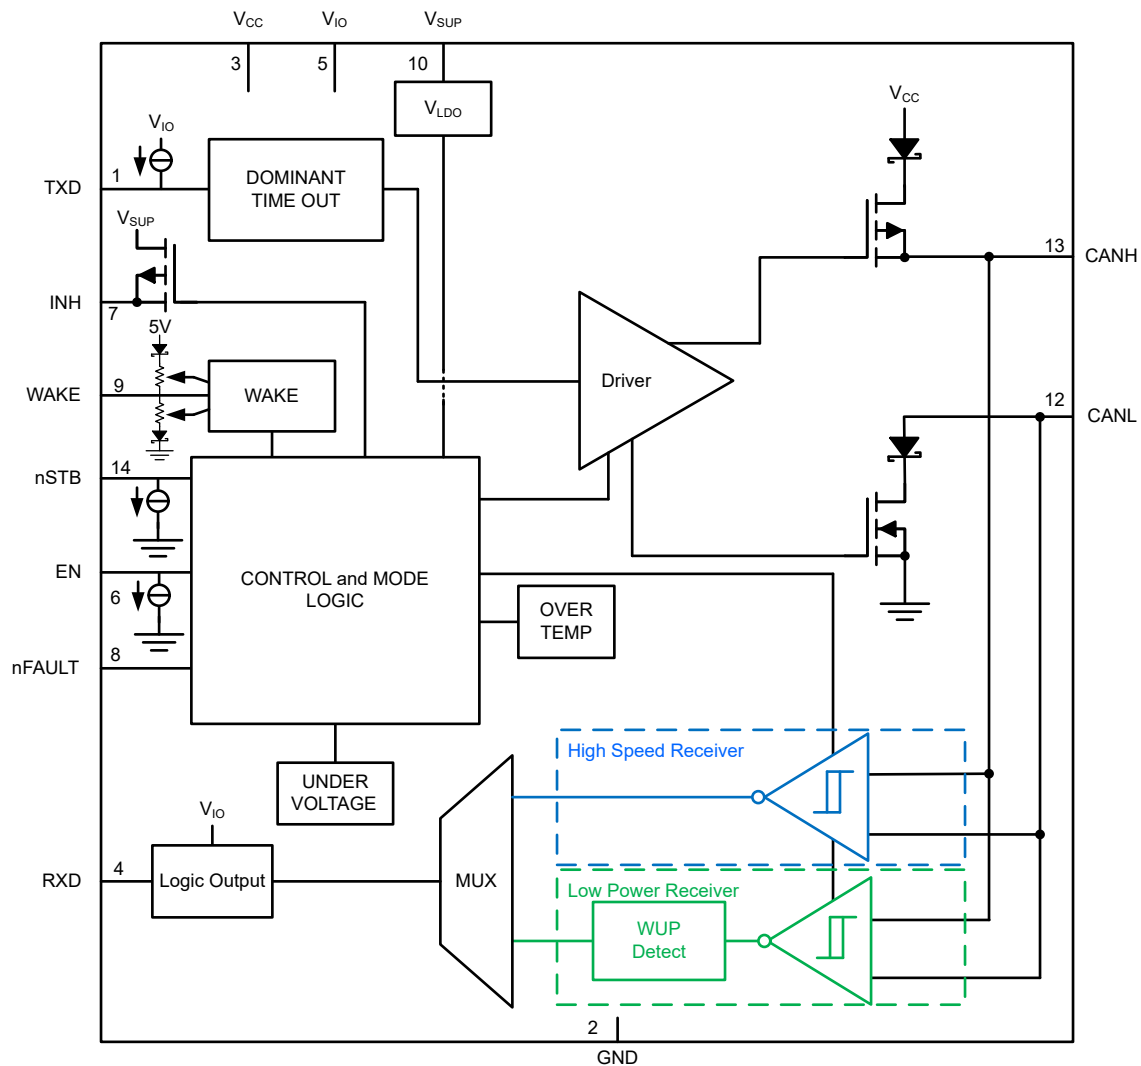 VCC
VIO
VSUP
3
5
10
VLDO
VCC
VIO
TXD
1
DOMINANT
TIME OUT
VSUP
INH
7
13
CANH
5V
WAKE
9
WAKE
Driver
12
CANL
nSTB
14
EN
6
CONTROL and MODE
LOGIC
OVER
TEMP
nFAULT
8
UNDER
VOLTAGE
High Speed Receiver
VIO
RXD
4
Logic Output
MUX
Low Power Receiver
WUP
Detect
2
GND